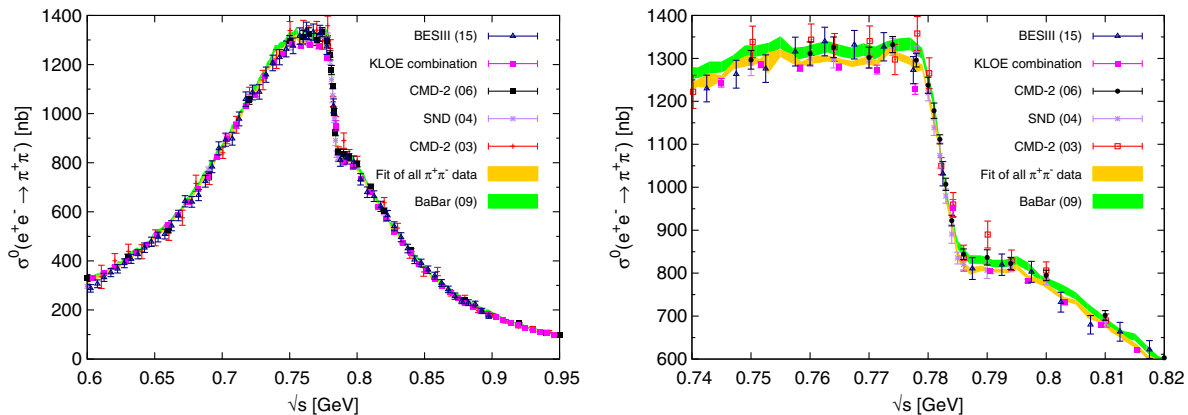 σ⁰(e⁺e⁻ → π⁺π⁻) [nb]
1400
1200
1000
800
600
400
200
0
0.6
0.65
0.7
0.75
0.8
0.85
0.9
0.95
√s [GeV]
BESIII (15)
KLOE combination
CMD-2 (06)
SND (04)
CMD-2 (03)
Fit of all π⁺π⁻ data
BaBar (09)
σ⁰(e⁺e⁻ → π⁺π⁻) [nb]
1400
1300
1200
1100
1000
900
800
700
600
0.74
0.75
0.76
0.77
0.78
0.79
0.8
0.81
0.82
√s [GeV]
BESIII (15)
KLOE combination
CMD-2 (06)
SND (04)
CMD-2 (03)
Fit of all π⁺π⁻ data
BaBar (09)